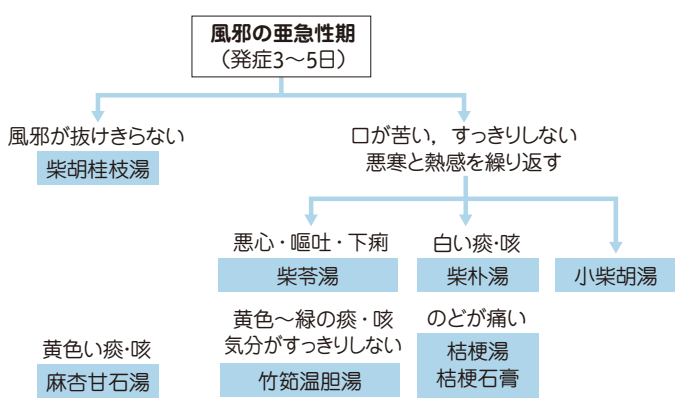 風邪の亜急性期
（発症3～5日）
風邪が抜けきらない
柴胡桂枝湯
口が苦い，すっきりしない
悪寒と熱感を繰り返す
悪心・嘔吐・下痢
柴苓湯
白い痰・咳
柴朴湯
小柴胡湯
黄色い痰・咳
麻杏甘石湯
黄色～緑の痰・咳
気分がすっきりしない
竹筎温胆湯
のどが痛い
桔梗湯
桔梗石膏